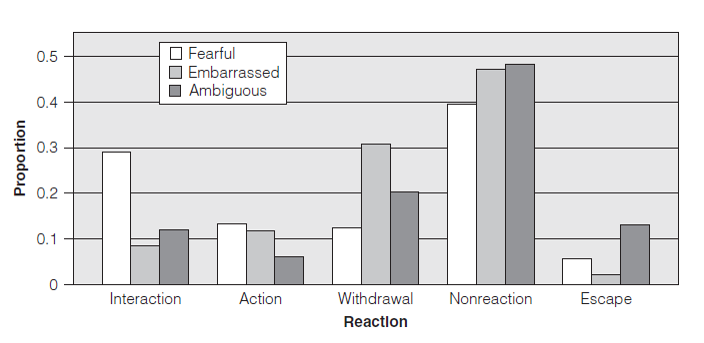 Fearful
Embarrassed
Ambiguous
Proportion
0.5
0.4
0.3
0.2
0.1
0
Interaction Action Withdrawal Nonreaction Escape
Reaction